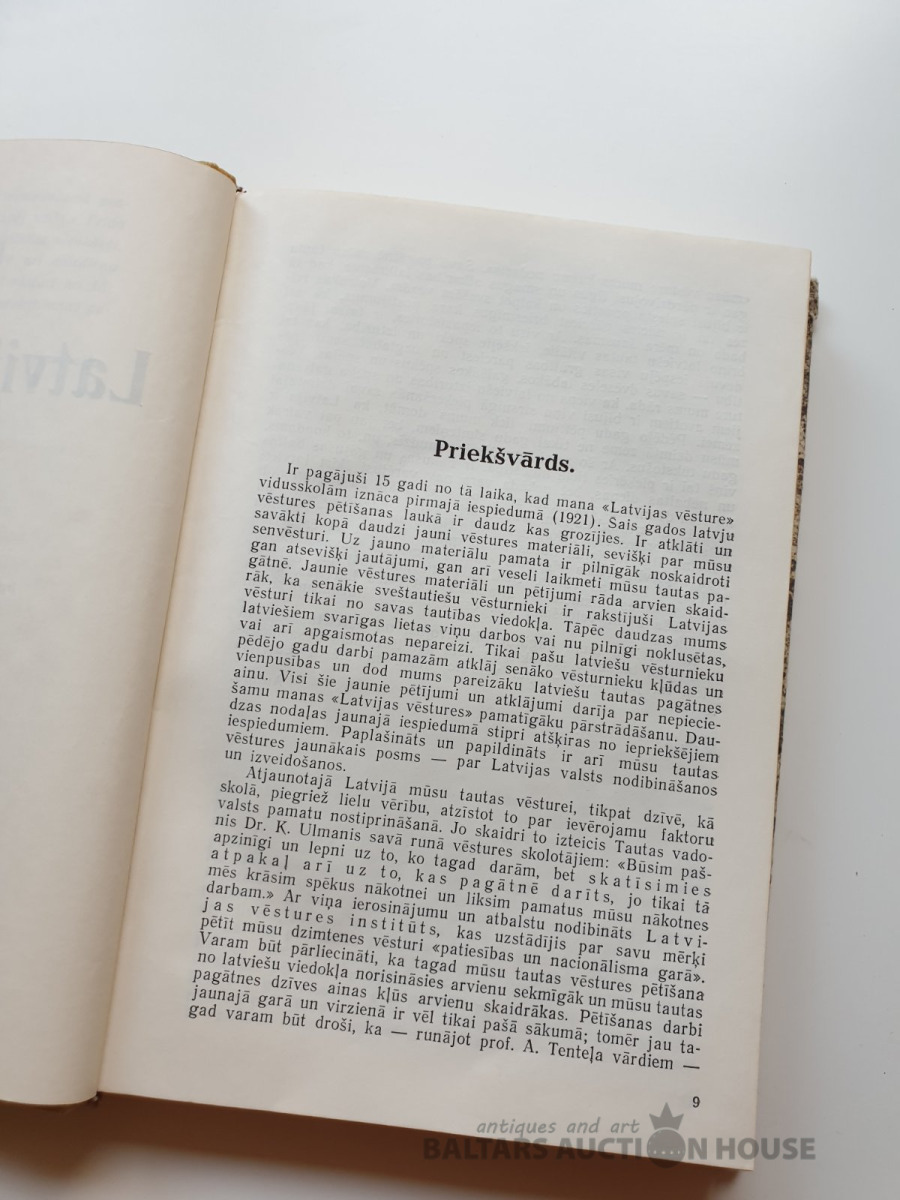 Latvi
Priekšvārds.
Ir pagājuši 15 gadi no tā laika, kad mana «Latvijas vēsture»
vidusskolām iznāca pirmajā iespiedumā (1921). Šais gados latvju
vēstures pētīšanas laukā ir daudz kas grozījies. Ir atklāti un
savākti kopā daudzi jauni vēstures materiāli, sevišķi par mūsu
senvēsturi. Uz jauno materiālu pamata ir pilnīgāk noskaidroti
gan atsevišķi jautājumi, gan arī veseli laikmeti mūsu tautas pa-
gātnē. Jaunie vēstures materiāli un pētījumi rāda arvien skaid-
rāk, ka senākie sveštautiešu vēsturnieki ir rakstījuši Latvijas
vēsturi tikai no savas tautības viedokļa. Tāpēc daudzas mums
latviešiem svarīgas lietas viņu darbos vai nu pilnīgi noklusētas,
vai arī apgaismotas nepareizi. Tikai pašu latviešu vēsturnieku
pēdējo gadu darbi pamazām atklāj senāko vēsturnieku kļūdas un
vienpusības un dod mums pareizāku latviešu tautas pagātnes
ainu. Visi šie jaunie pētījumi un atklājumi darīja par nepiecie-
šamu manas «Latvijas vēstures» pamatīgāku pārstrādāšanu. Dau-
dzas nodaļas jaunajā iespiedumā stipri atšķiras no iepriekšējiem
iespiedumiem. Paplašināts un papildināts ir arī mūsu tautas
vēstures jaunākais posms — par Latvijas valsts nodibināšanos
un izveidošanos.
Atjaunotajā Latvijā mūsu tautas vēsturei, tikpat dzīvē, kā
skolā, piegriež lielu vērību, atzīstot to par ievērojamu faktoru
valsts pamatu nostiprināšanā. Jo skaidri to izteicis Tautas vado-
nis Dr. K. Ulmanis savā runā vēstures skolotājiem: «Būsim paš-
apzinīgi un lepni uz to, ko tagad darām, bet skatīsimies
atpakaļ arī uz to, kas pagātnē darīts, jo tikai tā
mēs krāsim spēkus nākotnei un liksim pamatus mūsu nākotnes
darbam.» Ar viņa ierosinājumu un atbalstu nodibināts Latvi-
jas vēstures institūts, kas uzstādījis par savu mērķi
pētīt mūsu dzimtenes vēsturi «patiesības un nacionālisma garā».
Varam būt pārliecināti, ka tagad mūsu tautas vēstures pētīšana
no latviešu viedokļa norisināsies arvienu sekmīgāk un mūsu tautas
pagātnes dzīves ainas kļūs arvienu skaidrākas. Pētīšanas darbi
jaunajā garā un virzienā ir vēl tikai pašā sākumā; tomēr jau ta-
gad varam būt droši, ka — runājot prof. A. Tenteļa vārdiem —
9
antiques and art
BALTARS AUCTION HOUSE